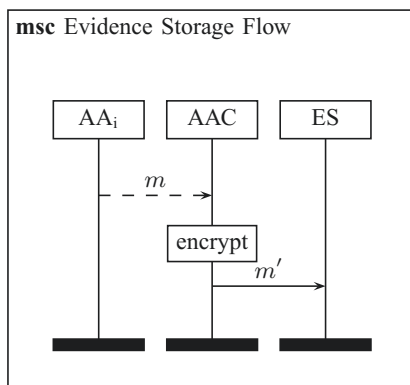 msc Evidence Storage Flow
AAᵢ AAC ES
m
encrypt
m′